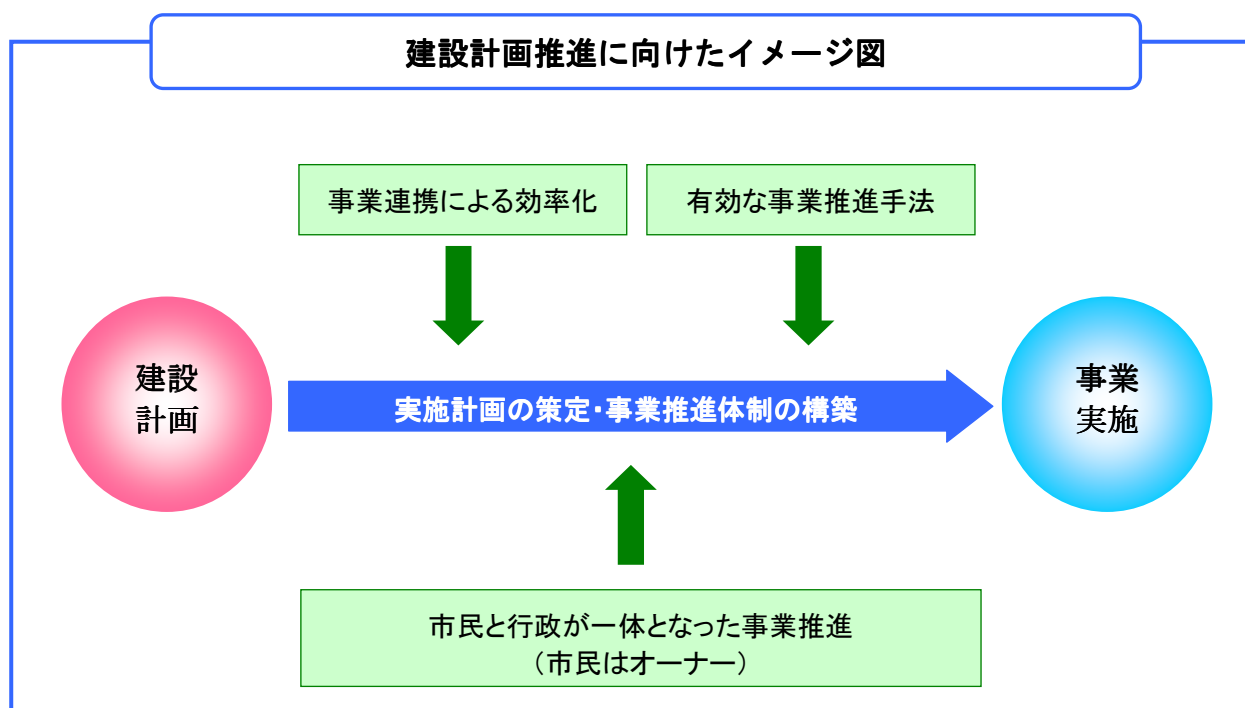 建設計画推進に向けたイメージ図
事業連携による効率化
有効な事業推進手法
建設
計画
実施計画の策定・事業推進体制の構築
事業
実施
市民と行政が一体となった事業推進
（市民はオーナー）